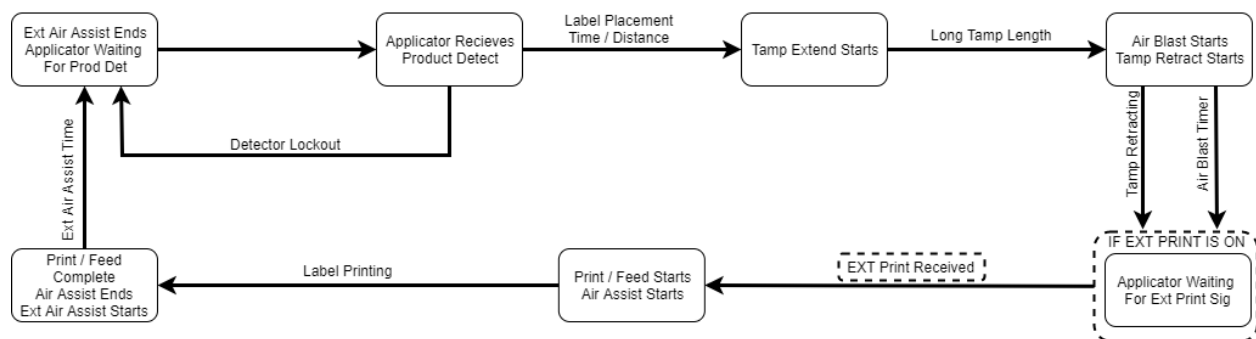 Ext Air Assist Ends
Applicator Waiting
For Prod Det
Applicator Recieves
Product Detect
Label Placement
Time / Distance
Tamp Extend Starts
Long Tamp Length
Air Blast Starts
Tamp Retract Starts
Detector Lockout
Ext Air Assist Time
Tamp Retracting
Air Blast Timer
IF EXT PRINT IS ON
Applicator Waiting
For Ext Print Sig
EXT Print Received
Print / Feed Starts
Air Assist Starts
Label Printing
Print / Feed
Complete
Air Assist Ends
Ext Air Assist Starts